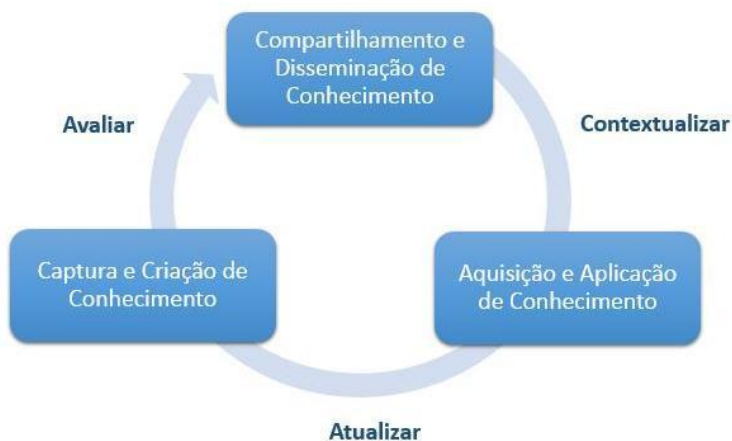 Compartilhamento e
Disseminação de
Conhecimento
Avaliar
Contextualizar
Captura e Criação de
Conhecimento
Aquisição e Aplicação
de Conhecimento
Atualizar